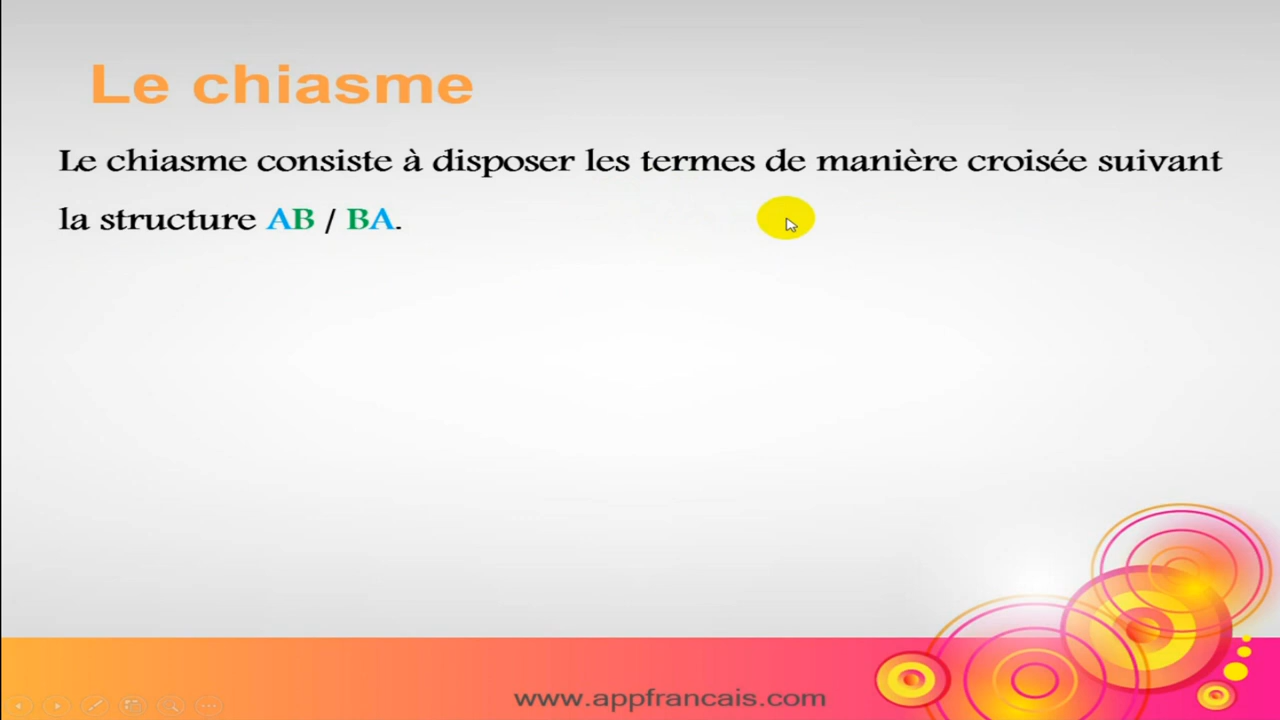 Le chiasme
Le chiasme consiste à disposer les termes de manière croisée suivant
la structure AB / BA.
www.appfrancais.com